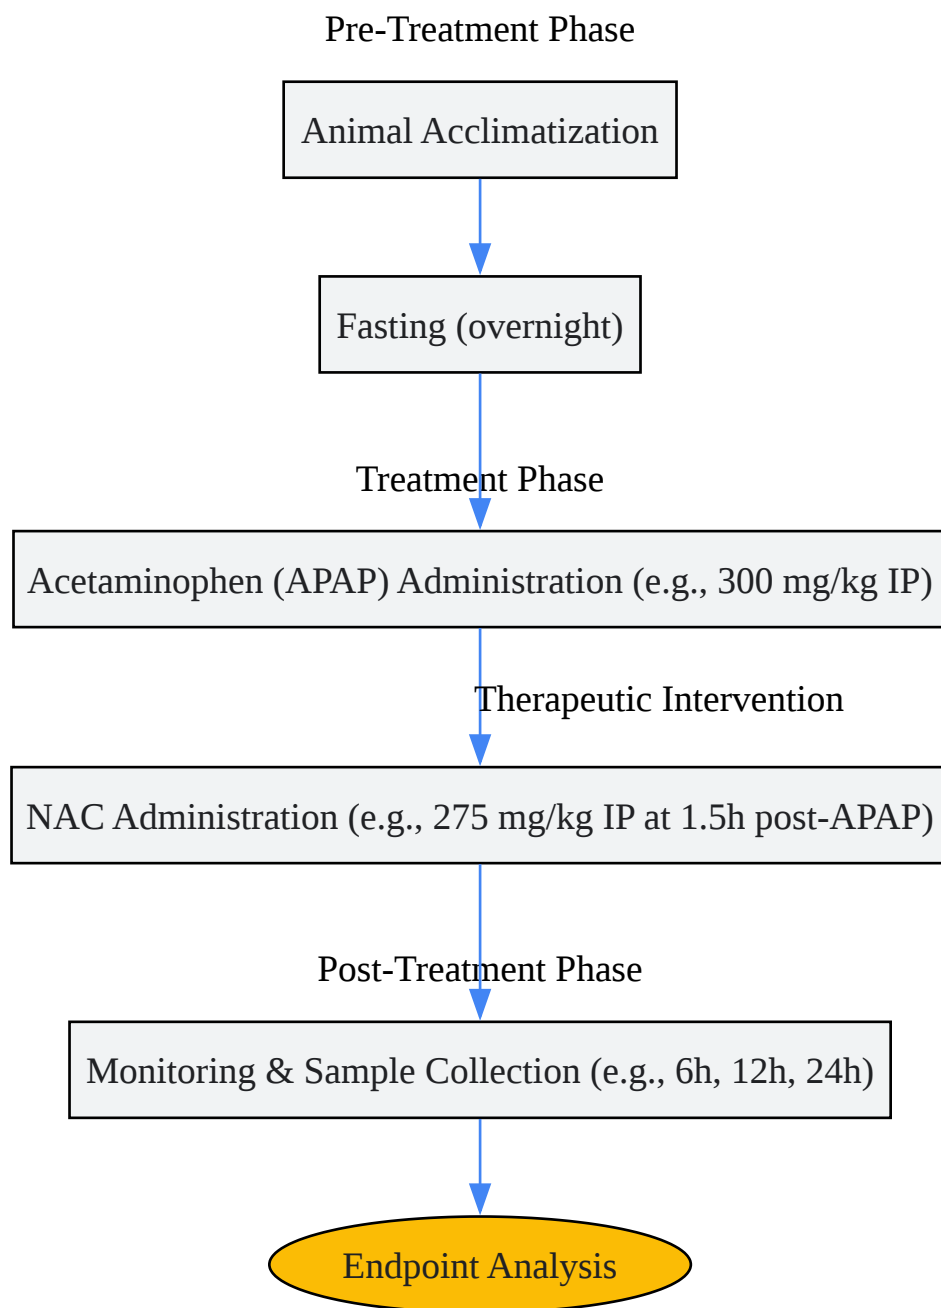 Pre-Treatment Phase
Animal Acclimatization
Fasting (overnight)
Treatment Phase
Acetaminophen (APAP) Administration (e.g., 300 mg/kg IP)
Therapeutic Intervention
NAC Administration (e.g., 275 mg/kg IP at 1.5h post-APAP)
Post-Treatment Phase
Monitoring & Sample Collection (e.g., 6h, 12h, 24h)
Endpoint Analysis